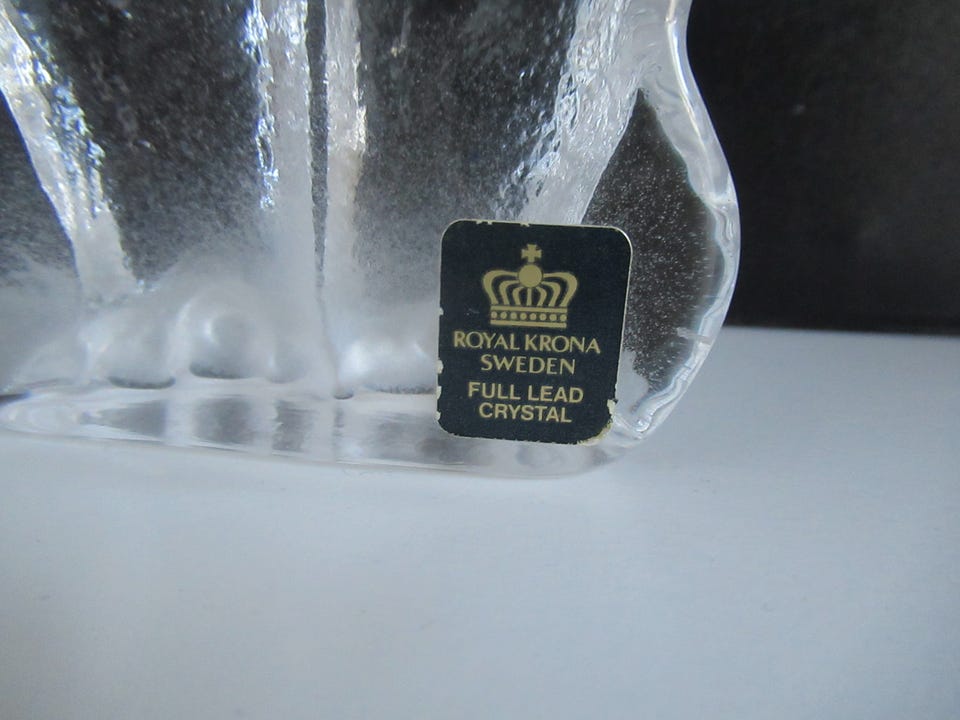 ROYAL KRONA
SWEDEN
FULL LEAD
CRYSTAL